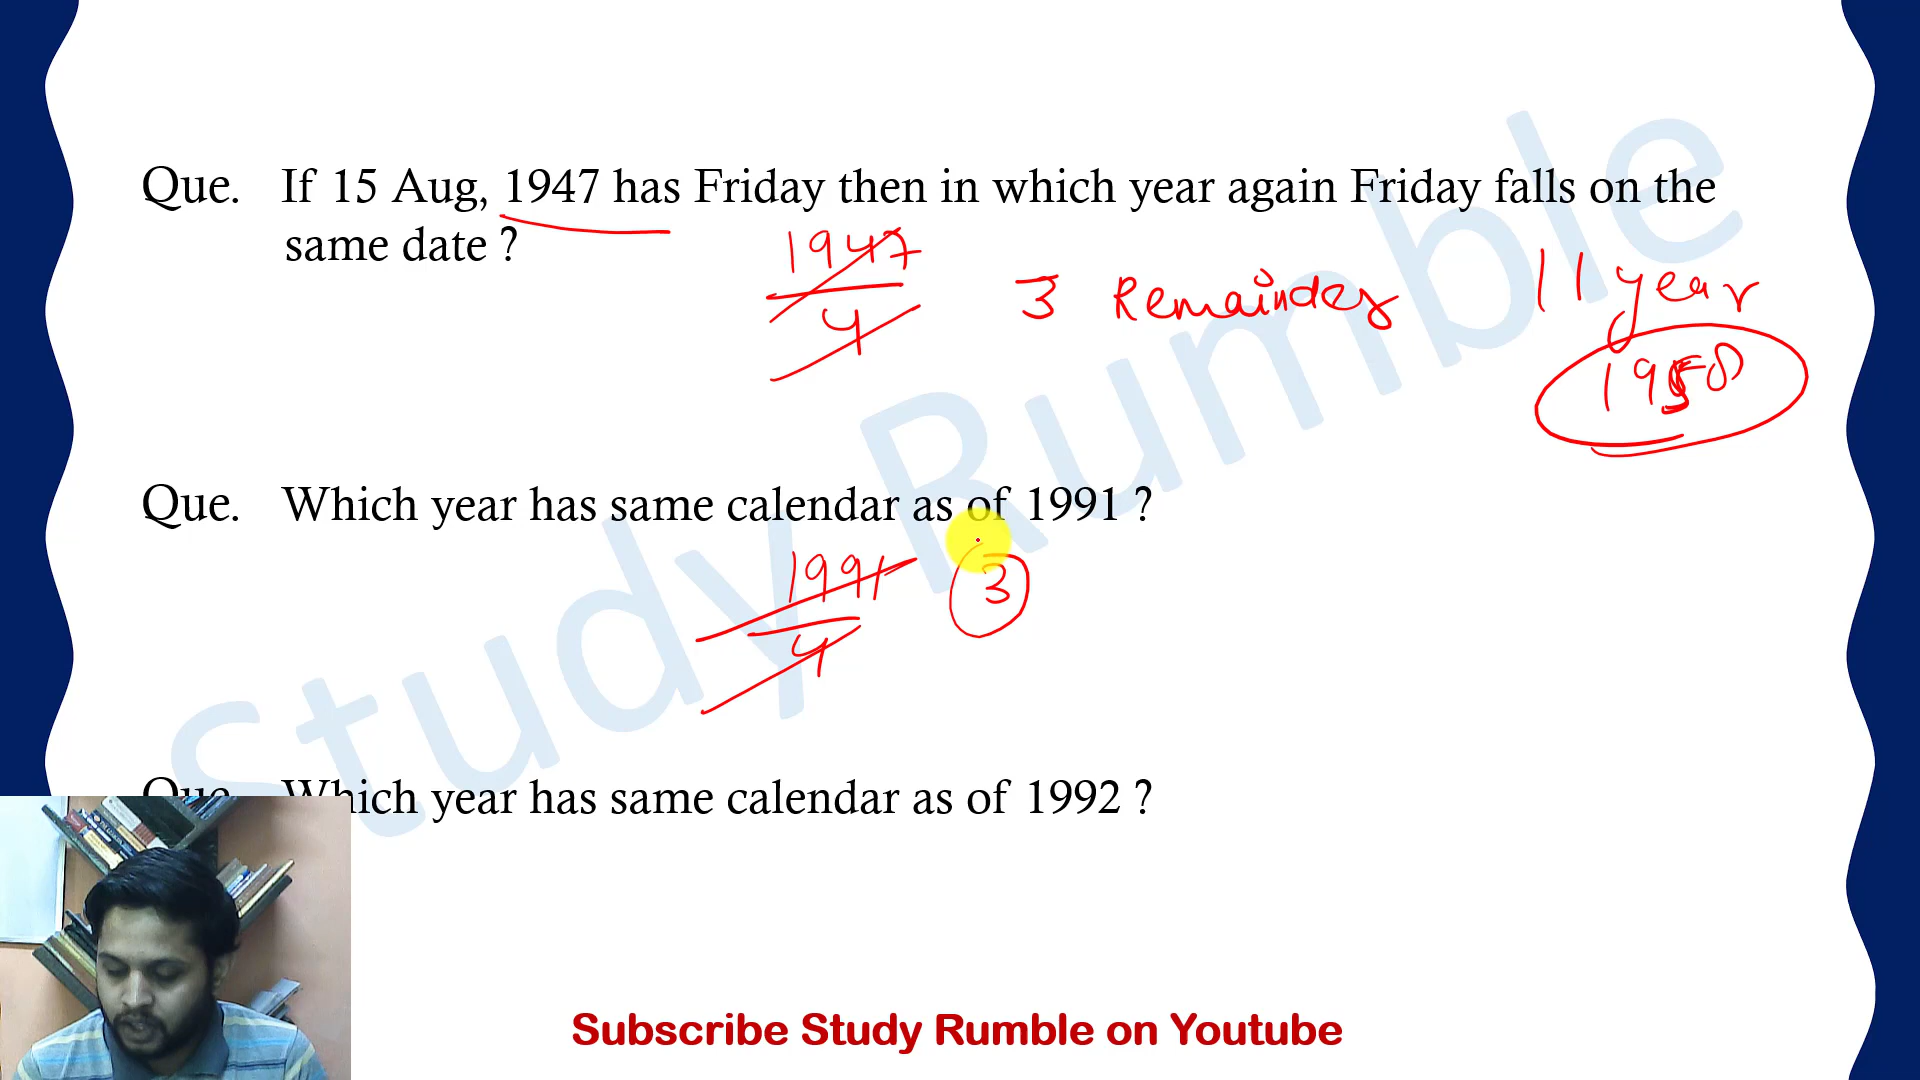 Que. If 15 Aug, 1947 has Friday then in which year again Friday falls on the
same date ?
1947
4
3 Remainder
11 year
1958
Que. Which year has same calendar as of 1991 ?
1991
4
3
Que. Which year has same calendar as of 1992 ?
Study Rumble
Subscribe Study Rumble on Youtube